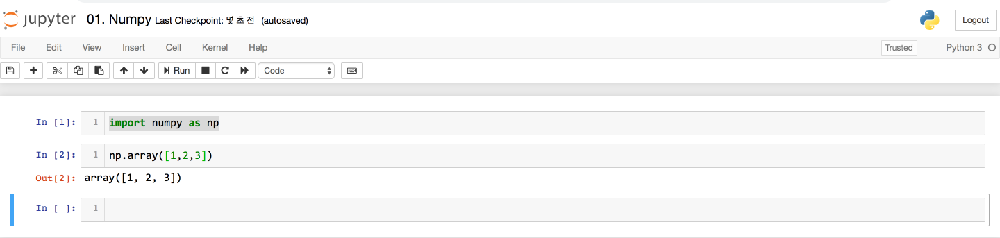 jupyter 01. Numpy Last Checkpoint: 몇 초 전 (autosaved) Logout
File Edit View Insert Cell Kernel Help Trusted Python 3
Run Code
In [1]: 1 import numpy as np
In [2]: 1 np.array([1,2,3])
Out[2]: array([1, 2, 3])
In [ ]: 1